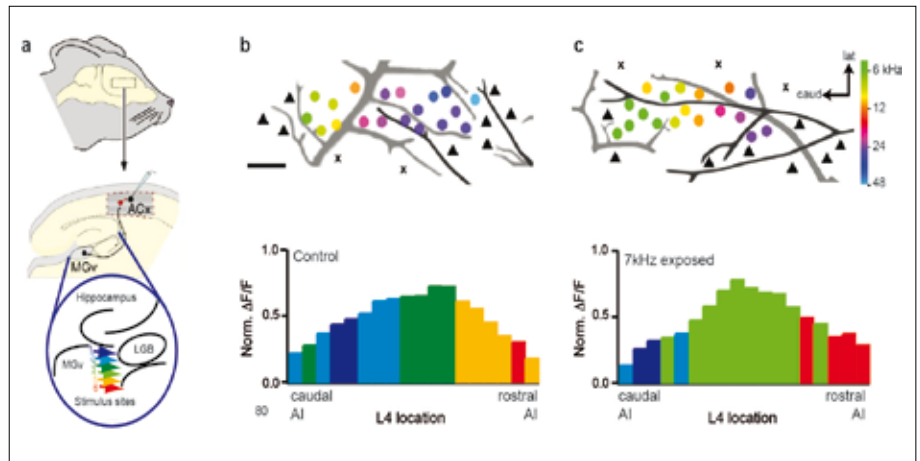 a
ACx
MGv
Hippocampus
LGB
MGv
Stimulus sites
b
x
x
c
x
x
x
lat
caud
6 kHz
12
24
48
1.0
0.5
0.0
Norm. ΔF/F
Control
caudal
AI
rostral
AI
L4 location
80
1.0
0.5
0.0
Norm. ΔF/F
7kHz exposed
caudal
AI
rostral
AI
L4 location